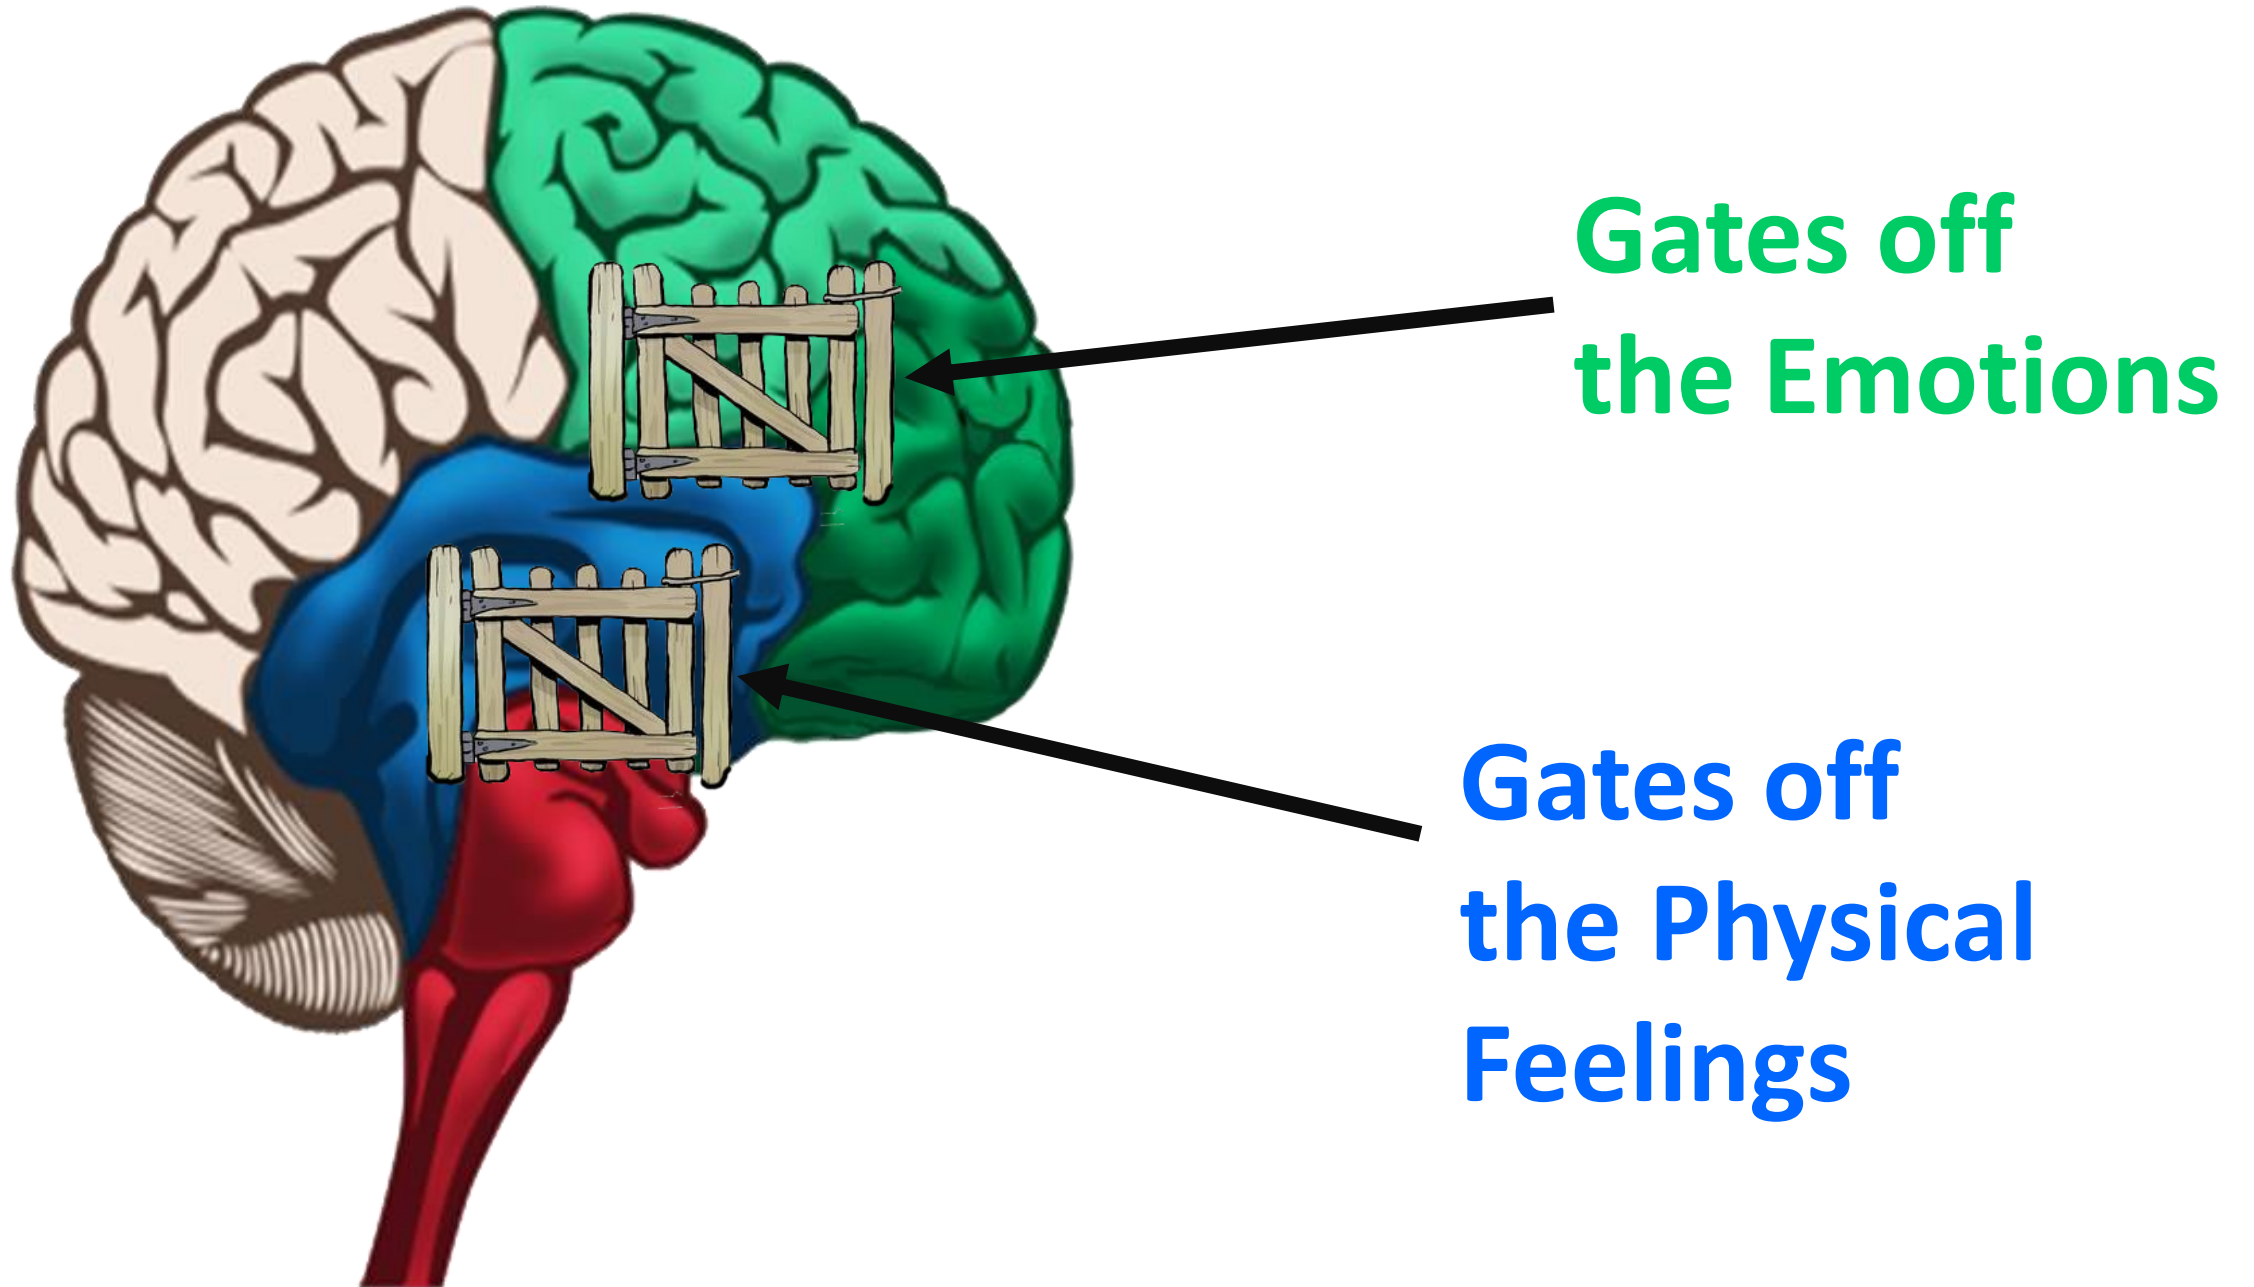 Gates off
the Emotions
Gates off
the Physical
Feelings